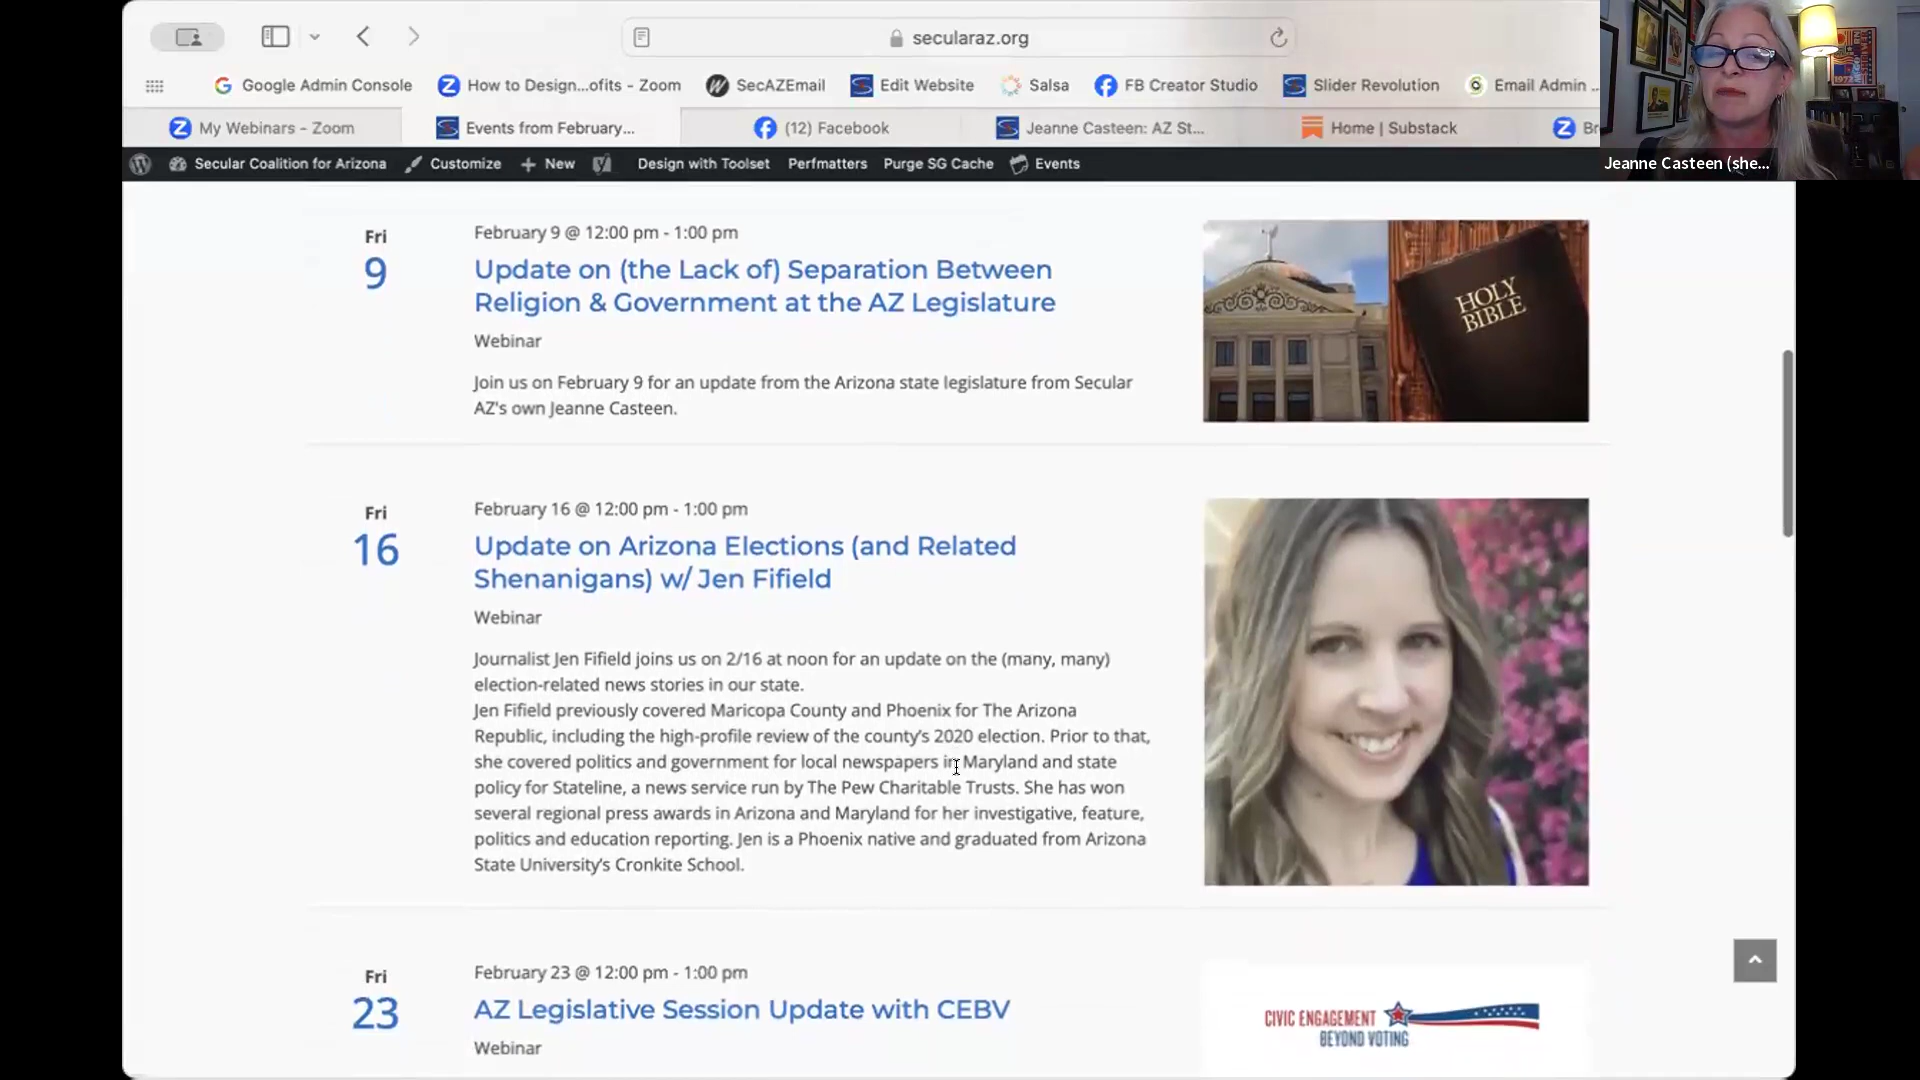 secularaz.org
Google Admin Console
How to Design...ofits - Zoom
SecAZEmail
Edit Website
Salsa
FB Creator Studio
Slider Revolution
Email Admin ..
My Webinars - Zoom
Events from February...
(12) Facebook
Jeanne Casteen: AZ St...
Home | Substack
Br
Jeanne Casteen (she...
Secular Coalition for Arizona
Customize
New
Design with Toolset
Perfmatters
Purge SG Cache
Events
Fri
9
February 9 @ 12:00 pm - 1:00 pm
Update on (the Lack of) Separation Between
Religion & Government at the AZ Legislature
Webinar
Join us on February 9 for an update from the Arizona state legislature from Secular
AZ's own Jeanne Casteen.
HOLY
BIBLE
Fri
16
February 16 @ 12:00 pm - 1:00 pm
Update on Arizona Elections (and Related
Shenanigans) w/ Jen Fifield
Webinar
Journalist Jen Fifield joins us on 2/16 at noon for an update on the (many, many)
election-related news stories in our state.
Jen Fifield previously covered Maricopa County and Phoenix for The Arizona
Republic, including the high-profile review of the county's 2020 election. Prior to that,
she covered politics and government for local newspapers in Maryland and state
policy for Stateline, a news service run by The Pew Charitable Trusts. She has won
several regional press awards in Arizona and Maryland for her investigative, feature,
politics and education reporting. Jen is a Phoenix native and graduated from Arizona
State University's Cronkite School.
Fri
23
February 23 @ 12:00 pm - 1:00 pm
AZ Legislative Session Update with CEBV
Webinar
CIVIC ENGAGEMENT
BEYOND VOTING